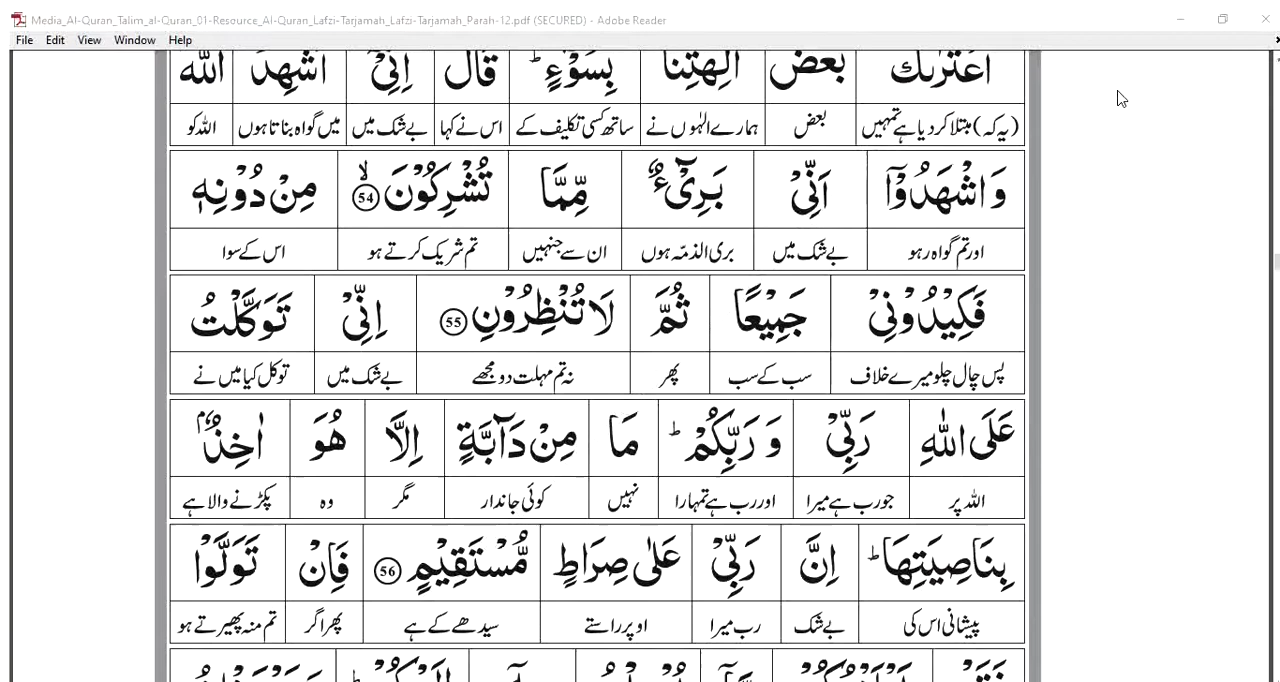 Media_Al-Quran_Talim_al-Quran_01-Resource_Al-Quran_Lafzi-Tarjamah_Lafzi-Tarjamah_Parah-12.pdf (SECURED) - Adobe Reader
File Edit View Window Help
اعْتَرٰىكَ بَعْضُ اٰلِهَتِنَا بِسُوْٓءٍ ؕ قَالَ اِنِّىْٓ اُشْهِدُ اللّٰهَ
(یہ کہ) مبتلا کر دیا ہے تمہیں بعض ہمارے الٰہوں نے ساتھ کسی تکلیف کے اس نے کہا بے شک میں میں گواہ بناتا ہوں اللہ کو
وَاشْهَدُوْٓا اَنِّىْ بَرِىْٓءٌ مِّمَّا تُشْرِكُوْنَ ۙ 54 مِنْ دُوْنِهٖ
اور تم گواہ رہو بے شک میں بری الذمّہ ہوں ان سے جنہیں تم شریک کرتے ہو اس کے سوا
فَكِيْدُوْنِىْ جَمِيْعًا ثُمَّ لَا تُنْظِرُوْنِ 55 اِنِّىْ تَوَكَّلْتُ
پس چال چلو میرے خلاف سب کے سب پھر نہ تم مہلت دو مجھے بے شک میں توکل کیا میں نے
عَلَى اللّٰهِ رَبِّىْ وَ رَبِّكُمْ ؕ مَا مِنْ دَآبَّةٍ اِلَّا هُوَ اٰخِذٌۢ
اللہ پر جو رب ہے میرا اور رب ہے تمہارا نہیں کوئی جاندار مگر وہ پکڑنے والا ہے
بِنَاصِيَتِهَا ؕ اِنَّ رَبِّىْ عَلٰى صِرَاطٍ مُّسْتَقِيْمٍ 56 فَاِنْ تَوَلَّوْا
پیشانی اس کی بے شک رب میرا اوپر راستے سیدھے کے ہے پھر اگر تم منہ پھیرتے ہو